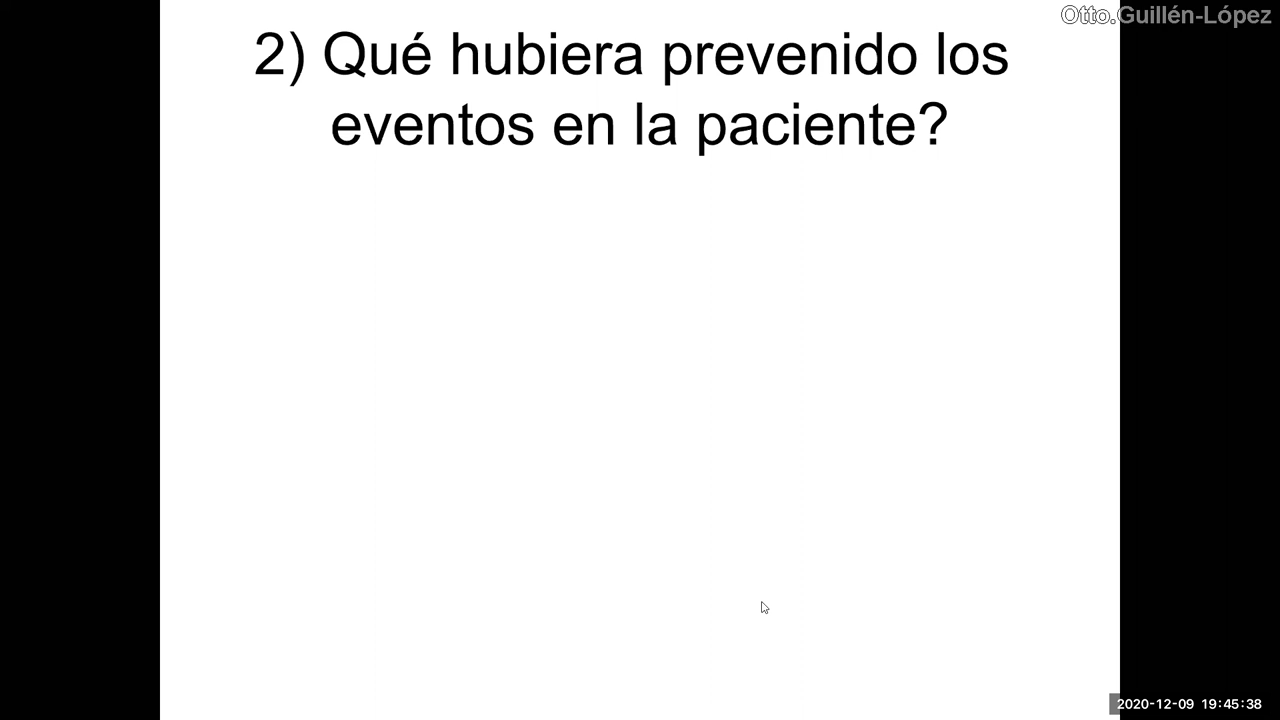 Otto.Guillén-López
2) Qué hubiera prevenido los
eventos en la paciente?
2020-12-09 19:45:38